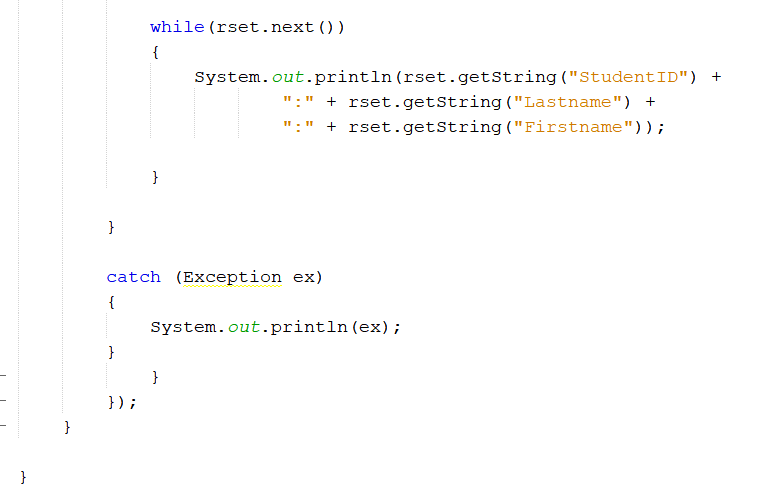 while(rset.next())
{
System.out.println(rset.getString("StudentID") +
":" + rset.getString("Lastname") +
":" + rset.getString("Firstname"));
}
}
catch (Exception ex)
{
System.out.println(ex);
}
}
});
}
}